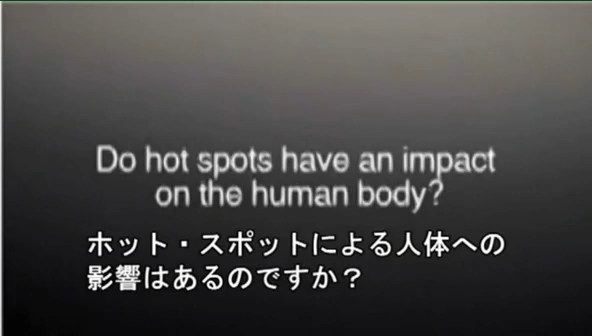 Do hot spots have an impact
on the human body?
ホット・スポットによる人体への
影響はあるのですか？